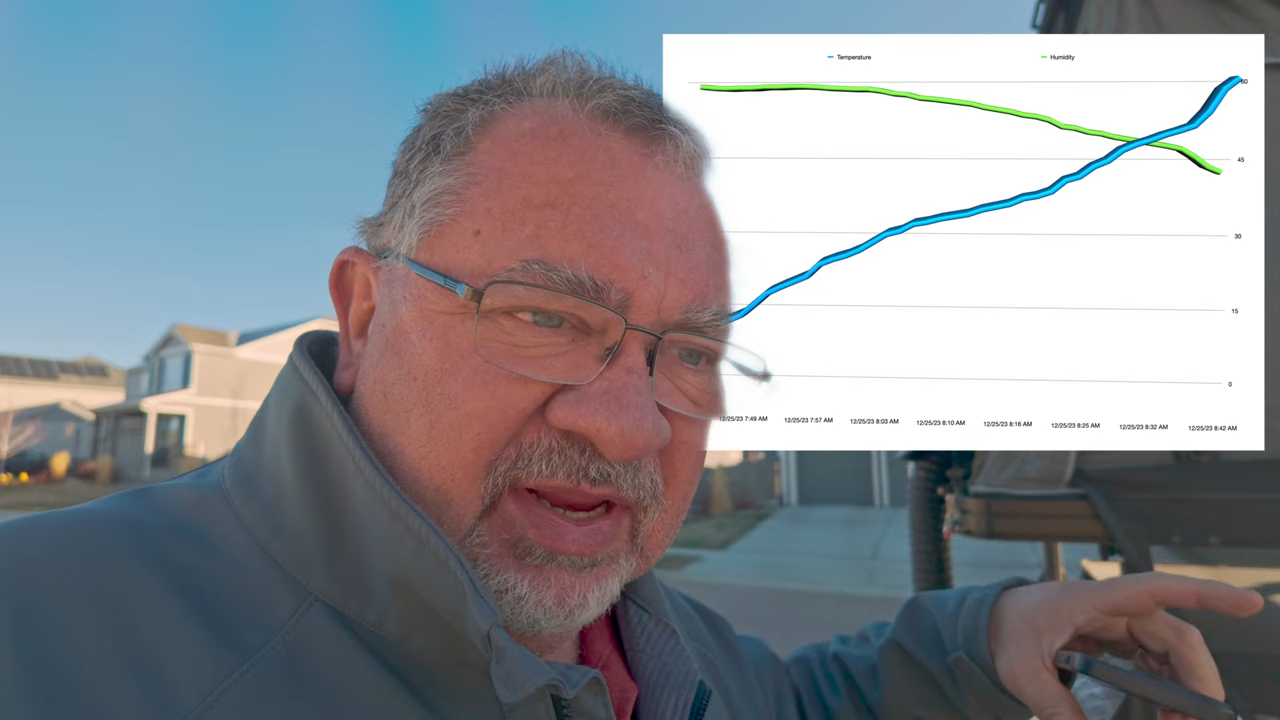 Temperature
Humidity
60
45
30
15
0
12/25/23 7:49 AM
12/25/23 7:57 AM
12/25/23 8:03 AM
12/25/23 8:10 AM
12/25/23 8:16 AM
12/25/23 8:25 AM
12/25/23 8:32 AM
12/25/23 8:42 AM